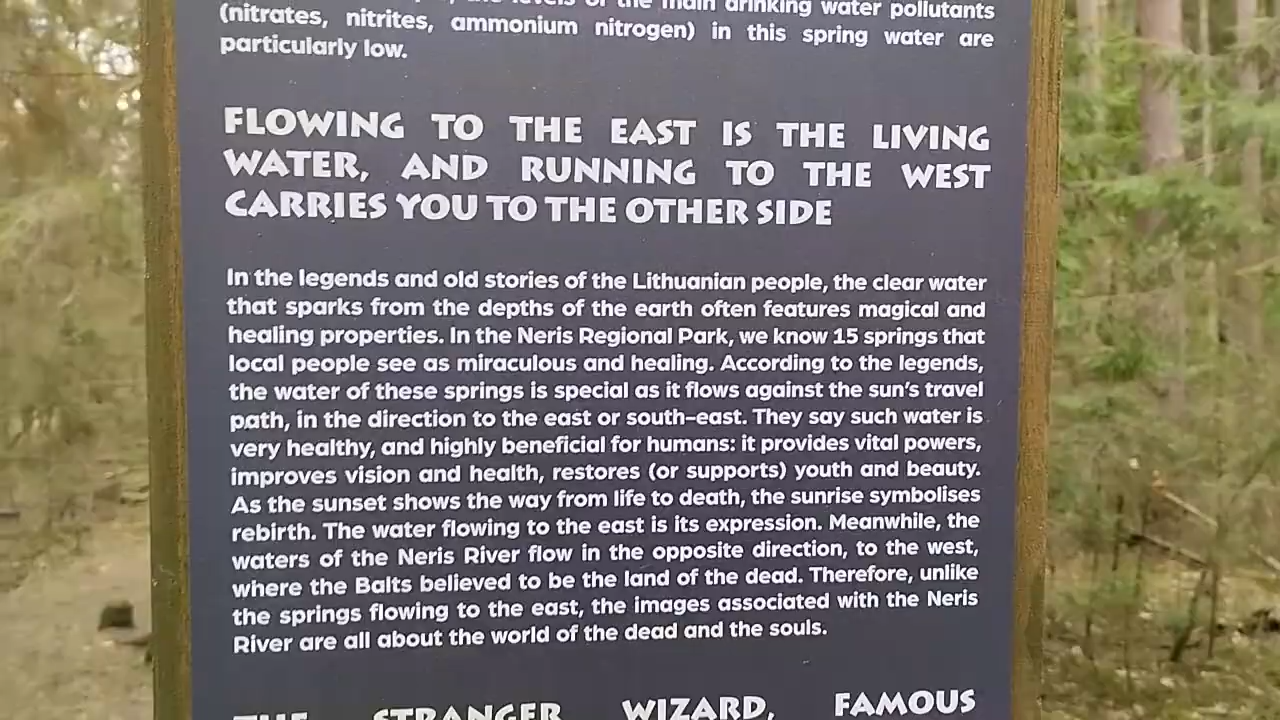 the levels of the main drinking water pollutants
(nitrates, nitrites, ammonium nitrogen) in this spring water are
particularly low.
FLOWING TO THE EAST IS THE LIVING
WATER, AND RUNNING TO THE WEST
CARRIES YOU TO THE OTHER SIDE
In the legends and old stories of the Lithuanian people, the clear water
that sparks from the depths of the earth often features magical and
healing properties. In the Neris Regional Park, we know 15 springs that
local people see as miraculous and healing. According to the legends,
the water of these springs is special as it flows against the sun's travel
path, in the direction to the east or south-east. They say such water is
very healthy, and highly beneficial for humans: it provides vital powers,
improves vision and health, restores (or supports) youth and beauty.
As the sunset shows the way from life to death, the sunrise symbolises
rebirth. The water flowing to the east is its expression. Meanwhile, the
waters of the Neris River flow in the opposite direction, to the west,
where the Balts believed to be the land of the dead. Therefore, unlike
the springs flowing to the east, the images associated with the Neris
River are all about the world of the dead and the souls.
THE STRANGER WIZARD, FAMOUS